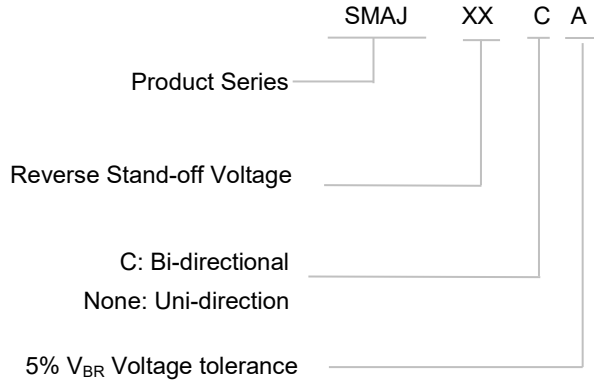 SMAJ XX C A
Product Series
Reverse Stand-off Voltage
C: Bi-directional
None: Uni-direction
5% VBR Voltage tolerance